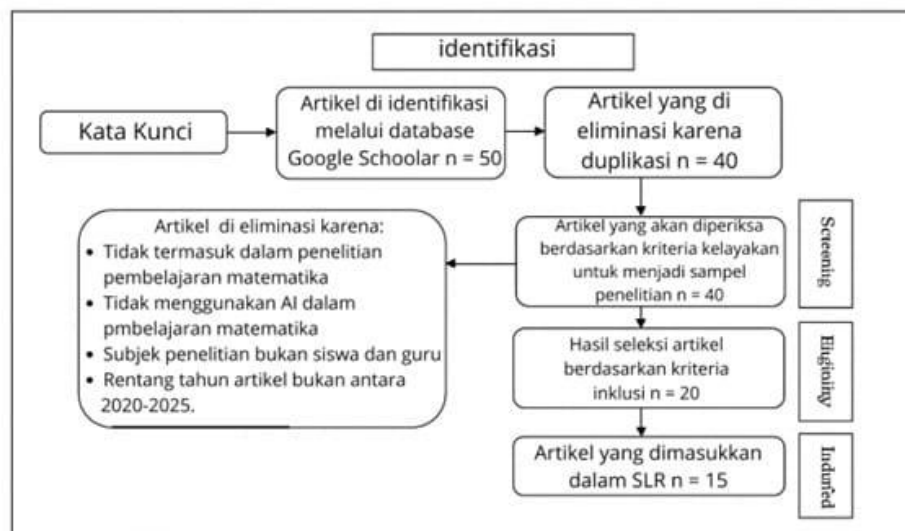 identifikasi
Kata Kunci
Artikel di identifikasi
melalui database
Google Schoolar n = 50
Artikel yang di
eliminasi karena
duplikasi n = 40
Artikel di eliminasi karena:
• Tidak termasuk dalam penelitian
pembelajaran matematika
• Tidak menggunakan AI dalam
pmbelajaran matematika
• Subjek penelitian bukan siswa dan guru
• Rentang tahun artikel bukan antara
2020-2025.
Artikel yang akan diperiksa
berdasarkan kriteria kelayakan
untuk menjadi sampel
penelitian n = 40
Hasil seleksi artikel
berdasarkan kriteria
inklusi n = 20
Artikel yang dimasukkan
dalam SLR n = 15